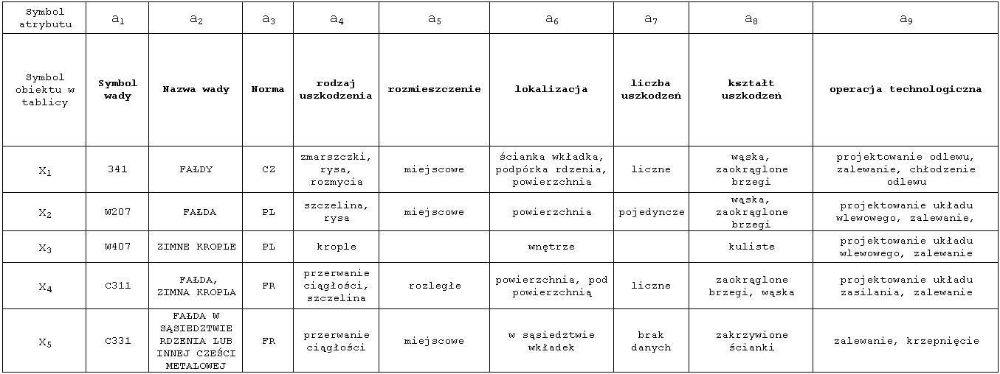 Symbol atrybutu a1 a2 a3 a4 a5 a6 a7 a8 a9
Symbol obiektu w tablicy Symbol wady Nazwa wady Norma rodzaj uszkodzenia rozmieszczenie lokalizacja liczba uszkodzeń kształt uszkodzeń operacja technologiczna
X1 341 FAŁDY CZ zmarszczki, rysa, rozmycia miejscowe ścianka wkładka, podpórka rdzenia, powierzchnia liczne wąska, zaokrąglone brzegi projektowanie odlewu, zalewanie, chłodzenie odlewu
X2 W207 FAŁDA PL szczelina, rysa miejscowe powierzchnia pojedyncze wąska, zaokrąglone brzegi projektowanie układu wlewowego, zalewanie,
X3 W407 ZIMNE KROPLE PL krople wnętrze kuliste projektowanie układu wlewowego, zalewanie
X4 C311 FAŁDA, ZIMNA KROPLA FR przerwanie ciągłości, szczelina rozległe powierzchnia, pod powierzchnią liczne zaokrąglone brzegi, wąska projektowanie układu zasilania, zalewanie
X5 C331 FAŁDA W SĄSIEDZTWIE RDZENIA LUB INNEJ CZEŚCI METALOWEJ FR przerwanie ciągłości miejscowe w sąsiedztwie wkładek brak danych zakrzywione ścianki zalewanie, krzepnięcie